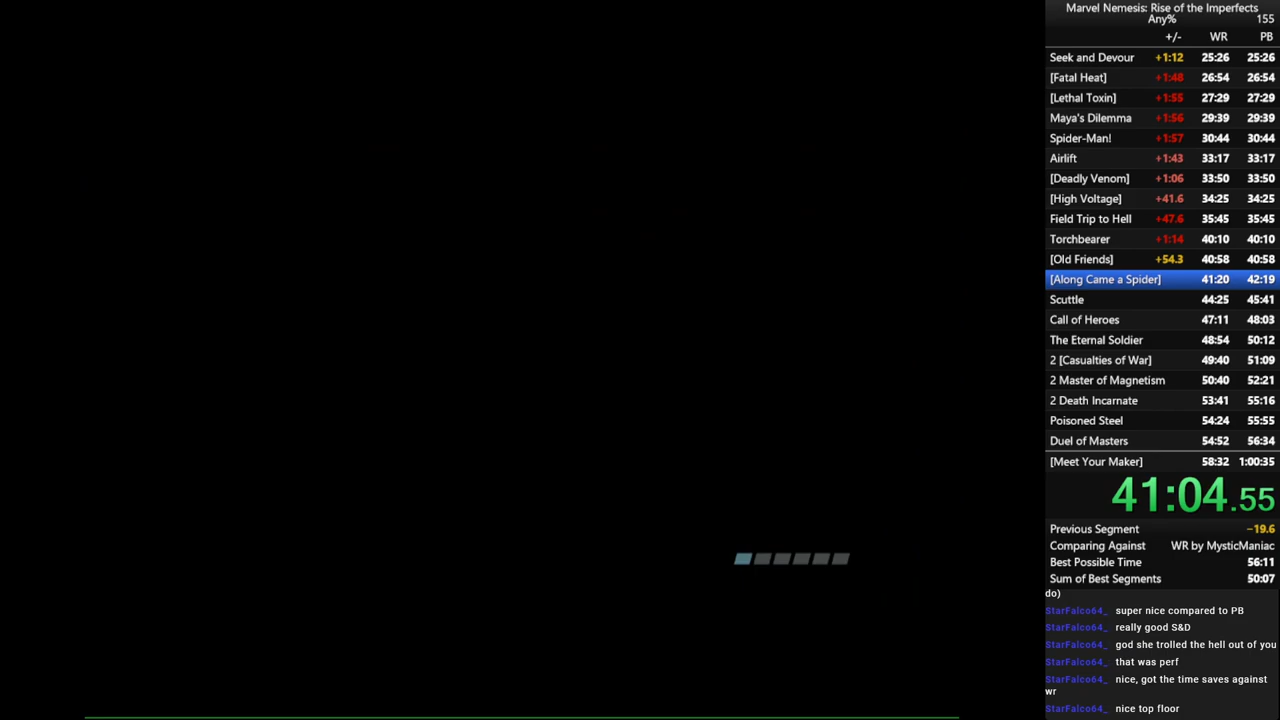 Marvel Nemesis: Rise of the Imperfects
Any% 155
+/- WR PB
Seek and Devour +1:12 25:26 25:26
[Fatal Heat] +1:48 26:54 26:54
[Lethal Toxin] +1:55 27:29 27:29
Maya's Dilemma +1:56 29:39 29:39
Spider-Man! +1:57 30:44 30:44
Airlift +1:43 33:17 33:17
[Deadly Venom] +1:06 33:50 33:50
[High Voltage] +41.6 34:25 34:25
Field Trip to Hell +47.6 35:45 35:45
Torchbearer +1:14 40:10 40:10
[Old Friends] +54.3 40:58 40:58
[Along Came a Spider] 41:20 42:19
Scuttle 44:25 45:41
Call of Heroes 47:11 48:03
The Eternal Soldier 48:54 50:12
2 [Casualties of War] 49:40 51:09
2 Master of Magnetism 50:40 52:21
2 Death Incarnate 53:41 55:16
Poisoned Steel 54:24 55:55
Duel of Masters 54:52 56:34
[Meet Your Maker] 58:32 1:00:35
41:04.55
Previous Segment −19.6
Comparing Against WR by MysticManiac
Best Possible Time 56:11
Sum of Best Segments 50:07
do)
StarFalco64_ super nice compared to PB
StarFalco64_ really good S&D
StarFalco64_ god she trolled the hell out of you
StarFalco64_ that was perf
StarFalco64_ nice, got the time saves against
wr
StarFalco64_ nice top floor